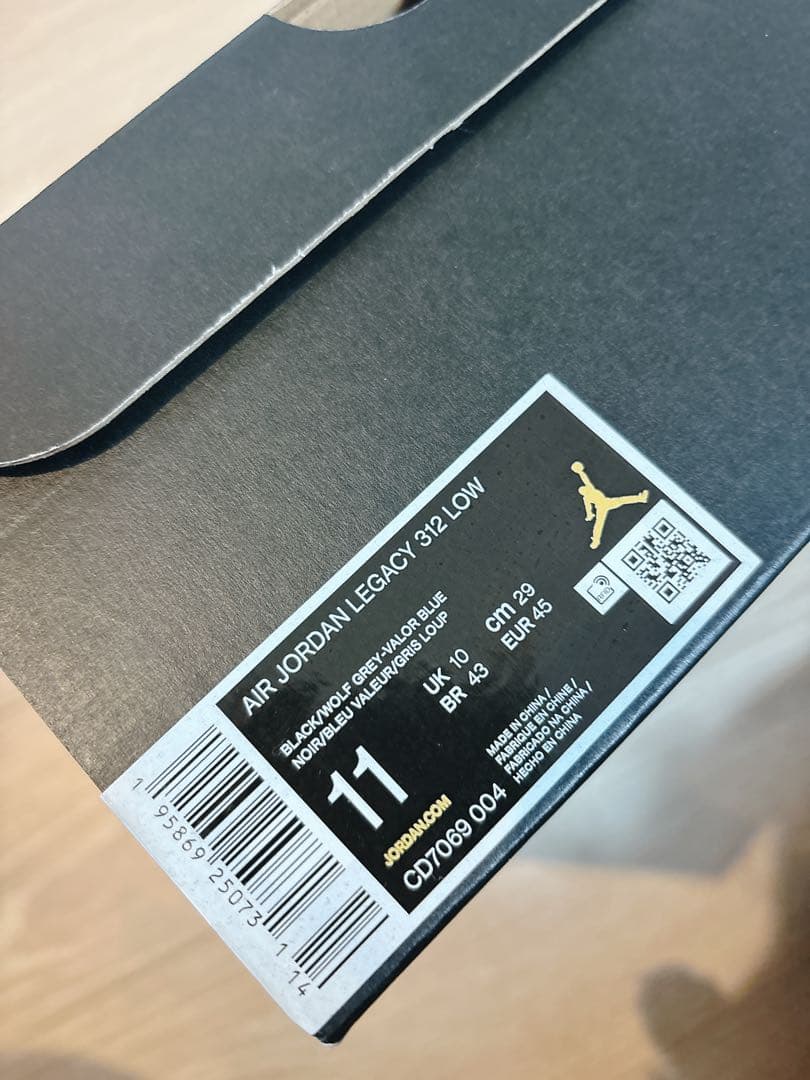 AIR JORDAN LEGACY 312 LOW
BLACK/WOLF GREY-VALOR BLUE
NOIR/BLEU VALEUR/GRIS LOUP
11
UK 10
BR 43
cm 29
EUR 45
JORDAN.COM
CD7069 004
MADE IN CHINA/
FABRIQUE EN CHINE/
FABRICADO NA CHINA/
HECHO EN CHINA
RFID
1 95869 25073 1 14